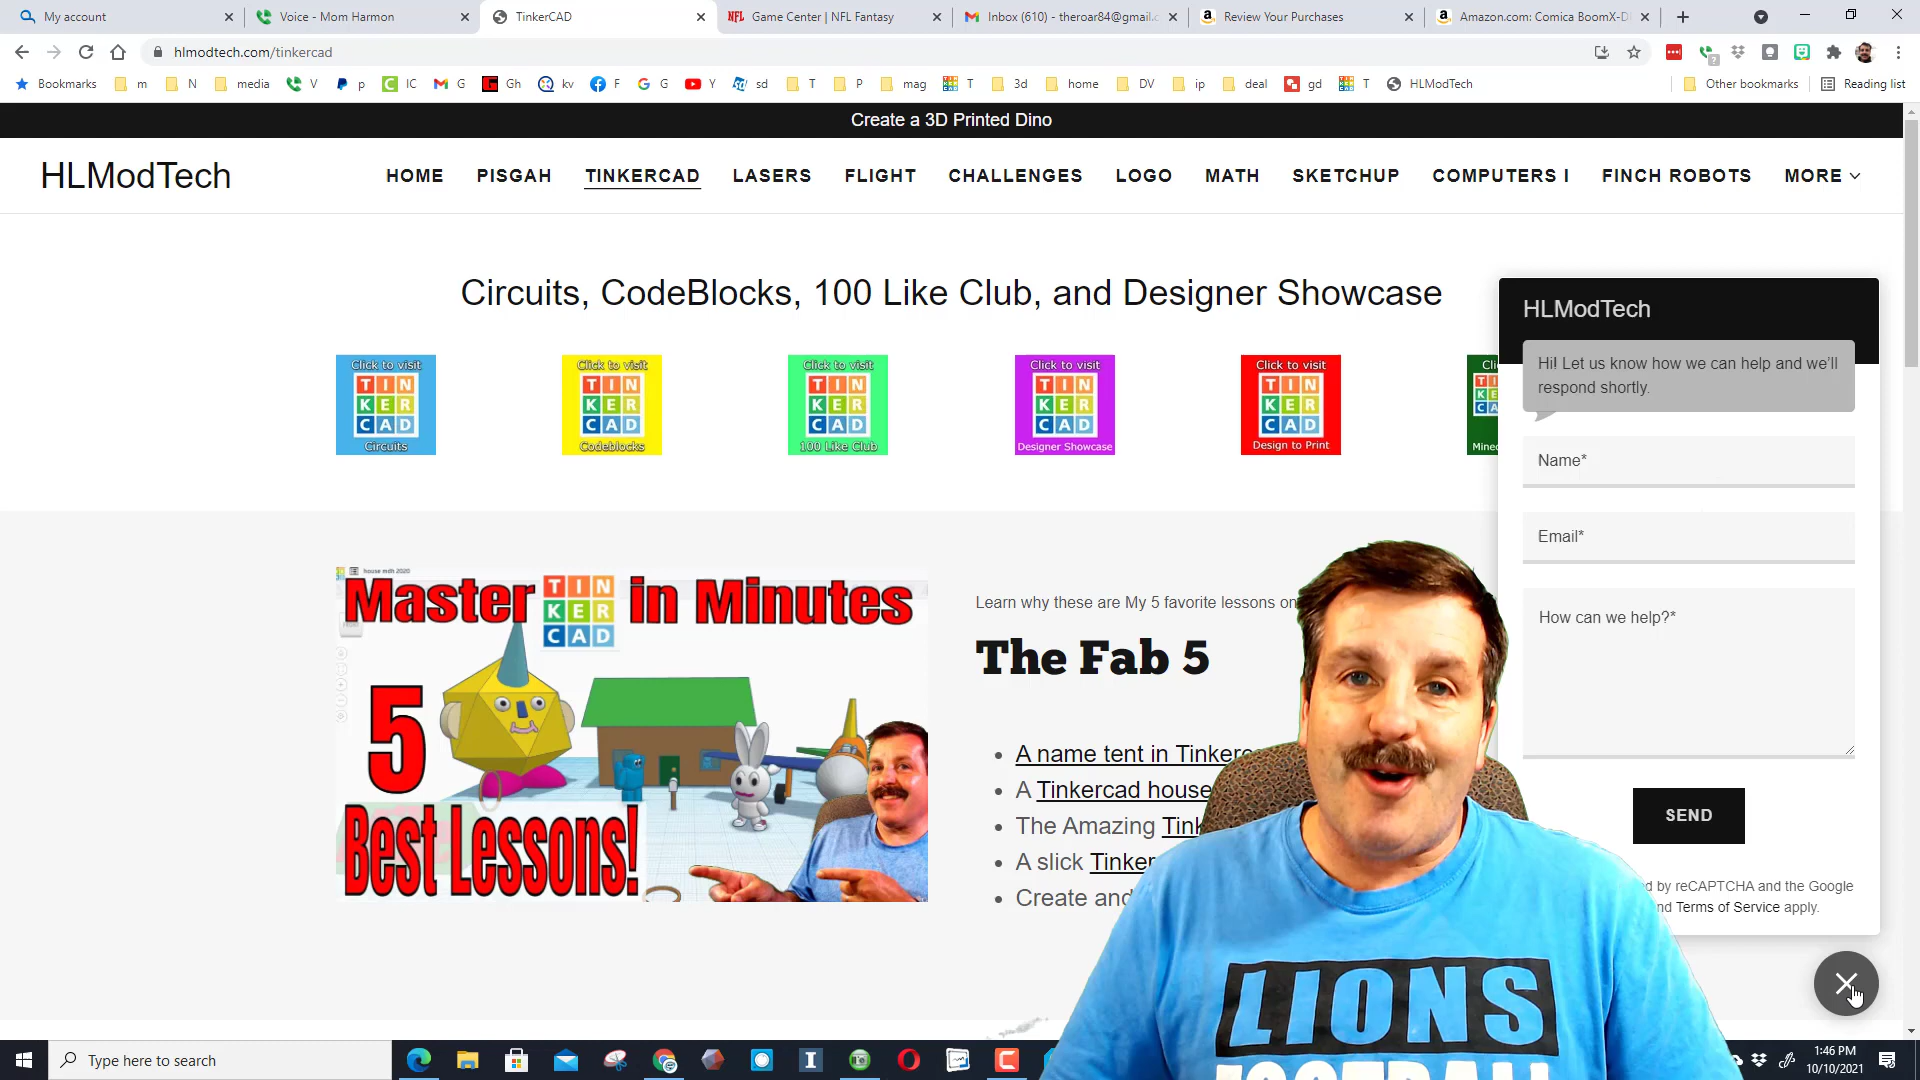 My account
Voice - Mom Harmon
TinkerCAD
NFL Game Center | NFL Fantasy
Inbox (610) - theroar84@gmail.c
Review Your Purchases
Amazon.com: Comica BoomX-D
hlmodtech.com/tinkercad
Bookmarks m N media V p IC G Gh kv F G Y sd T P mag T 3d home DV ip deal gd T HLModTech Other bookmarks Reading list
Create a 3D Printed Dino
HLModTech
HOME PISGAH TINKERCAD LASERS FLIGHT CHALLENGES LOGO MATH SKETCHUP COMPUTERS I FINCH ROBOTS MORE
Circuits, CodeBlocks, 100 Like Club, and Designer Showcase
Click to visit
TIN
KER
CAD
Circuits
Click to visit
TIN
KER
CAD
Codeblocks
Click to visit
TIN
KER
CAD
100 Like Club
Click to visit
TIN
KER
CAD
Designer Showcase
Click to visit
TIN
KER
CAD
Design to Print
HLModTech
Hi! Let us know how we can help and we'll
respond shortly.
Name*
Email*
How can we help?*
SEND
ed by reCAPTCHA and the Google
and Terms of Service apply.
house mdh 2020
Master TIN KER CAD in Minutes
5
Best Lessons!
Learn why these are My 5 favorite lessons on
The Fab 5
A name tent in Tinkerc
A Tinkercad house
The Amazing Tink
A slick Tinker
Create and
LIONS
FOOTBALL
Type here to search
1:46 PM
10/10/2021